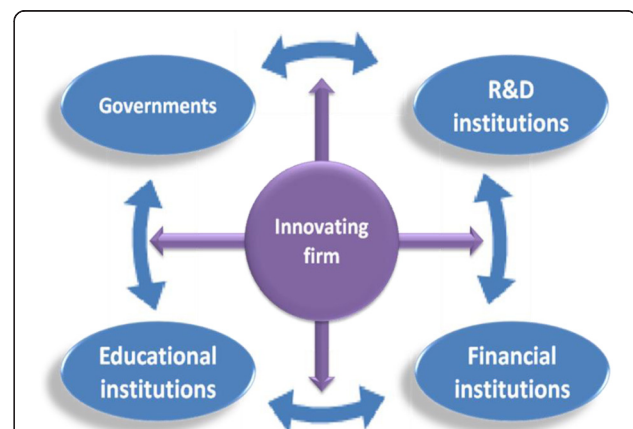 Governments
R&D
institutions
Innovating
firm
Educational
institutions
Financial
institutions